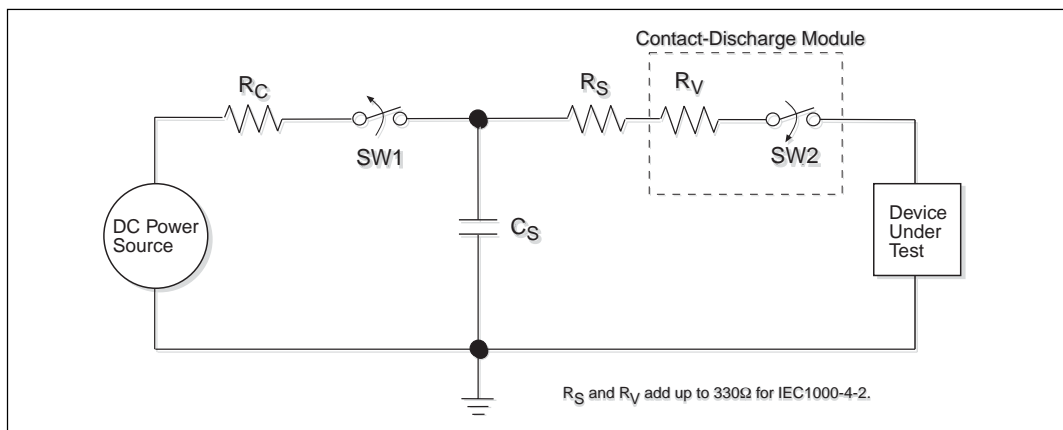 Contact-Discharge Module
RC
RS
RV
SW1
SW2
DC Power
Source
CS
Device
Under
Test
RS and RV add up to 330Ω for IEC1000-4-2.